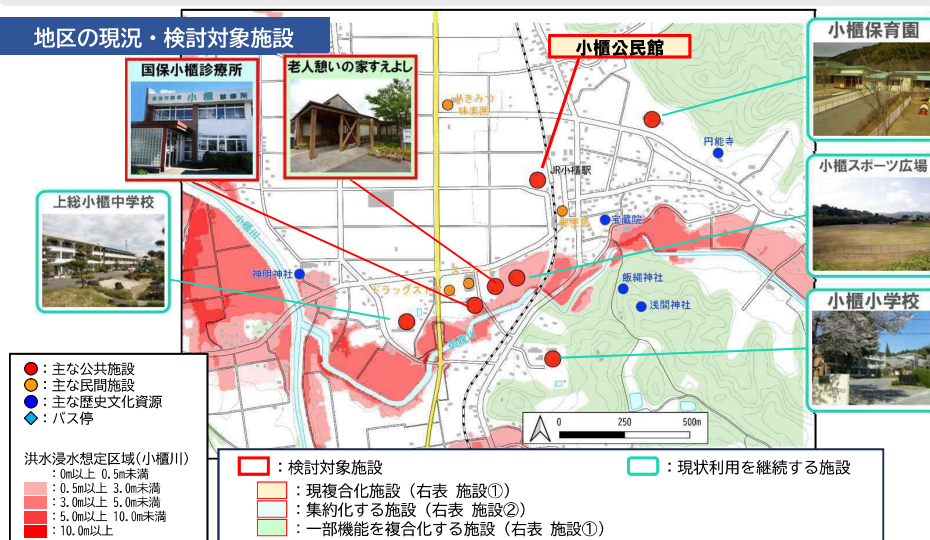 地区の現況・検討対象施設
国保小櫃診療所
老人憩いの家すえよし
小櫃公民館
小櫃保育園
JAきみつ
味楽囲
円能寺
JR小櫃駅
上総小櫃中学校
小櫃スポーツ広場
小櫃川
郵便局
宝蔵院
神明神社
飯縄神社
浅間神社
小櫃小学校
：主な公共施設
：主な民間施設
：主な歴史文化資源
：バス停
洪水浸水想定区域(小櫃川)
：0m以上 0.5m未満
：0.5m以上 3.0m未満
：3.0m以上 5.0m未満
：5.0m以上 10.0m未満
：10.0m以上
0 250 500m
：検討対象施設
：現状利用を継続する施設
：現複合化施設（右表 施設①）
：集約化する施設（右表 施設②）
：一部機能を複合化する施設（右表 施設①）